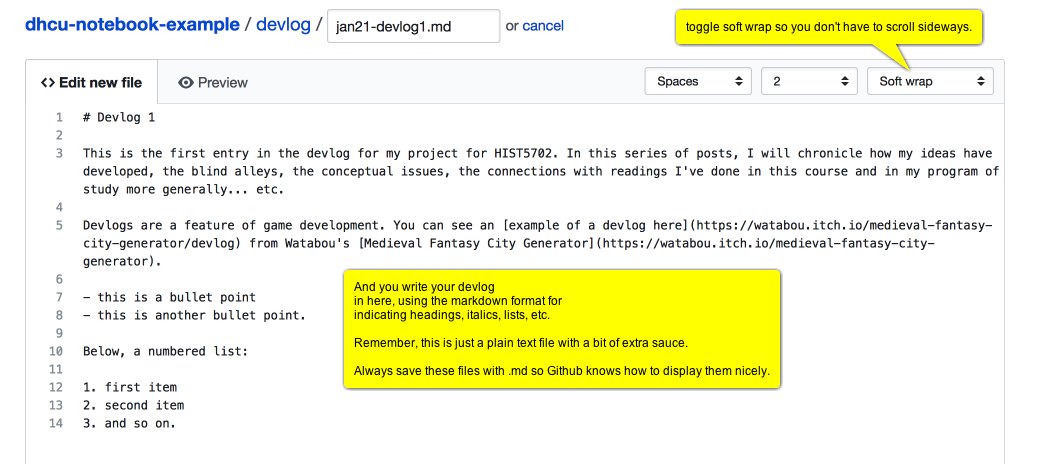 dhcu-notebook-example / devlog / jan21-devlog1.md or cancel
toggle soft wrap so you don't have to scroll sideways.
<> Edit new file Preview Spaces 2 Soft wrap
1 # Devlog 1
2
3 This is the first entry in the devlog for my project for HIST5702. In this series of posts, I will chronicle how my ideas have
developed, the blind alleys, the conceptual issues, the connections with readings I've done in this course and in my program of
study more generally... etc.
4
5 Devlogs are a feature of game development. You can see an [example of a devlog here](https://watabou.itch.io/medieval-fantasy-
city-generator/devlog) from Watabou's [Medieval Fantasy City Generator](https://watabou.itch.io/medieval-fantasy-city-
generator).
6
7 - this is a bullet point
8 - this is another bullet point.
9
10 Below, a numbered list:
11
12 1. first item
13 2. second item
14 3. and so on.
And you write your devlog
in here, using the markdown format for
indicating headings, italics, lists, etc.
Remember, this is just a plain text file with a bit of extra sauce.
Always save these files with .md so Github knows how to display them nicely.